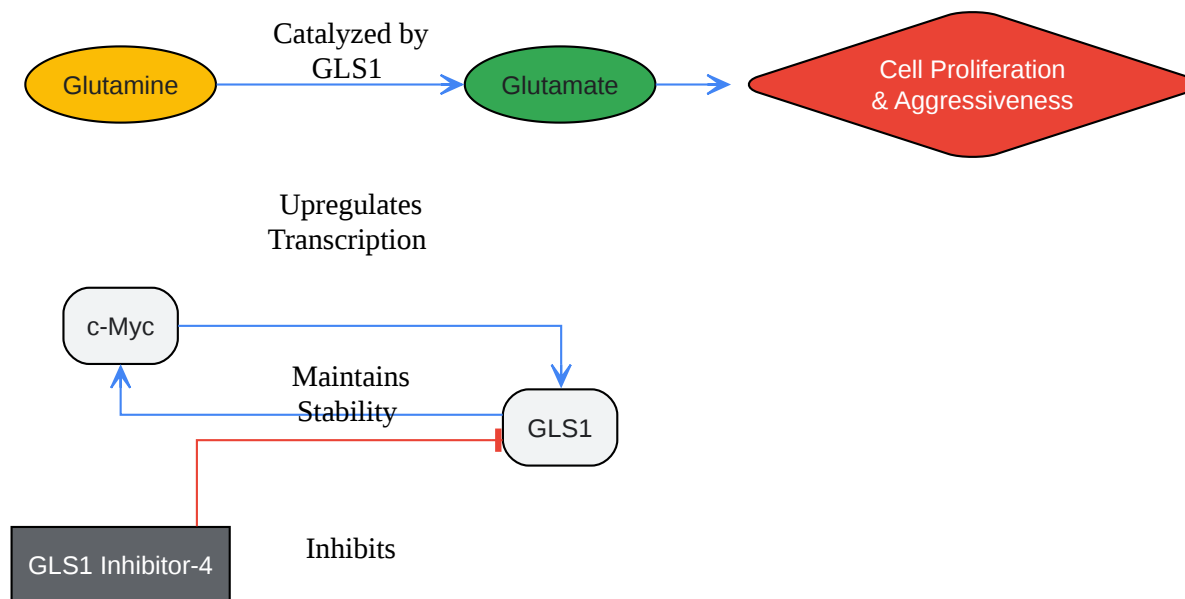 Catalyzed by
GLS1
Glutamine
Glutamate
Cell Proliferation
& Aggressiveness
Upregulates
Transcription
c-Myc
Maintains
Stability
GLS1
GLS1 Inhibitor-4
Inhibits